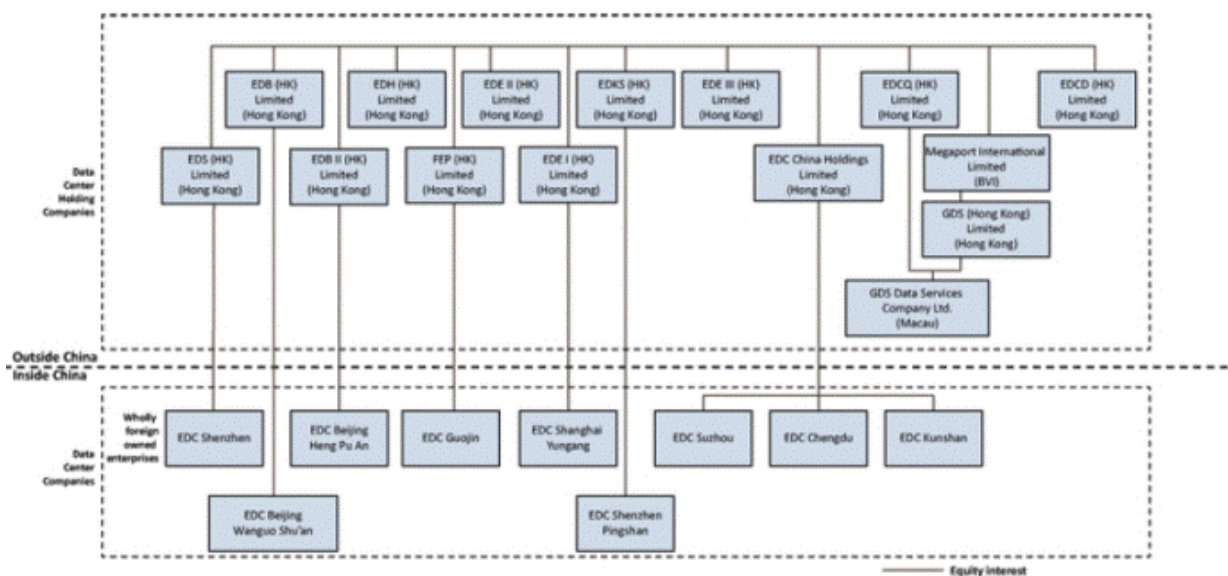 EDB (HK)
Limited
(Hong Kong)
EDH (HK)
Limited
(Hong Kong)
EDE II (HK)
Limited
(Hong Kong)
EDKS (HK)
Limited
(Hong Kong)
EDE III (HK)
Limited
(Hong Kong)
EDCQ (HK)
Limited
(Hong Kong)
EDCD (HK)
Limited
(Hong Kong)
Data
Center
Holding
Companies
EDS (HK)
Limited
(Hong Kong)
EDB II (HK)
Limited
(Hong Kong)
FEP (HK)
Limited
(Hong Kong)
EDE I (HK)
Limited
(Hong Kong)
EDC China Holdings
Limited
(Hong Kong)
Megaport International
Limited
(BVI)
GDS (Hong Kong)
Limited
(Hong Kong)
GDS Data Services
Company Ltd.
(Macau)
Outside China
Inside China
Data
Center
Companies
Wholly
foreign
owned
enterprises
EDC Shenzhen
EDC Beijing
Heng Pu An
EDC Guojin
EDC Shanghai
Yungang
EDC Suzhou
EDC Chengdu
EDC Kunshan
EDC Beijing
Wanguo Shu'an
EDC Shenzhen
Pingshan
Equity interest